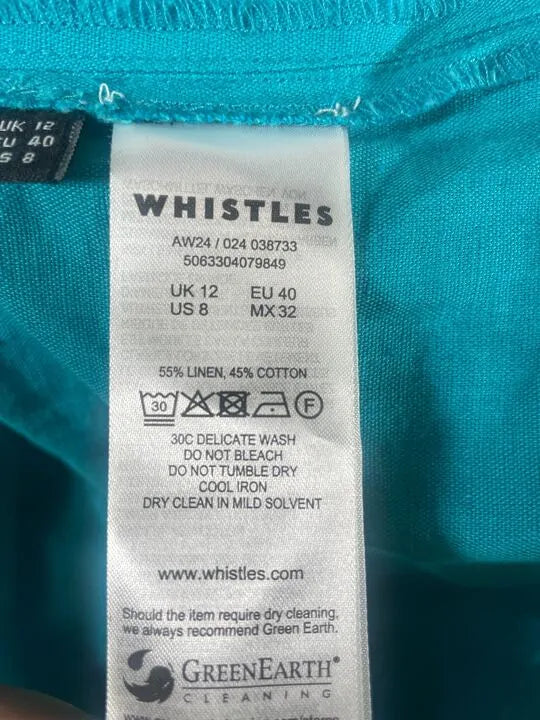 UK 12
EU 40
US 8
WHISTLES
AW24 / 024 038733
5063304079849
UK 12 EU 40
US 8 MX 32
55% LINEN, 45% COTTON
30 F
30C DELICATE WASH
DO NOT BLEACH
DO NOT TUMBLE DRY
COOL IRON
DRY CLEAN IN MILD SOLVENT
www.whistles.com
Should the item require dry cleaning,
we always recommend Green Earth.
GREENEARTH®
CLEANING